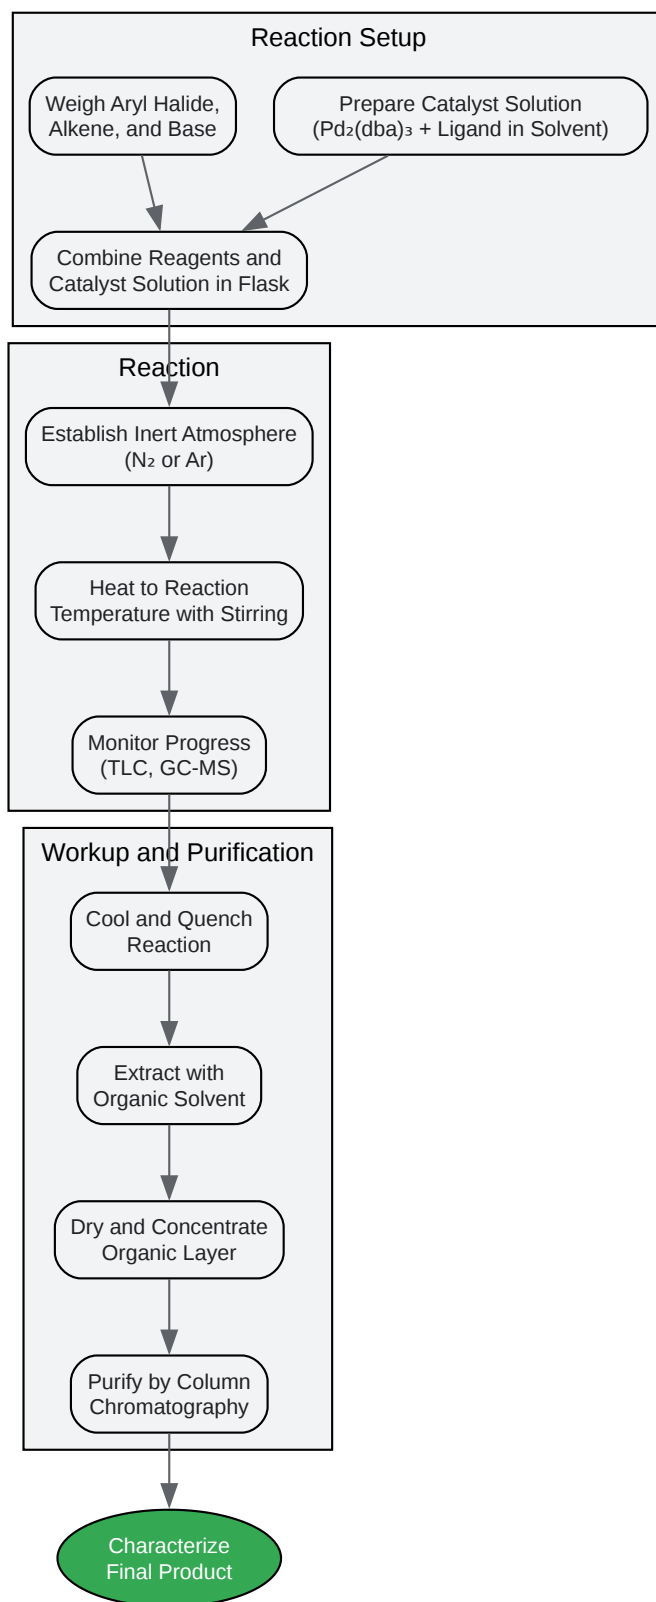 Reaction Setup
Weigh Aryl Halide,
Alkene, and Base
Prepare Catalyst Solution
(Pd₂(dba)₃ + Ligand in Solvent)
Combine Reagents and
Catalyst Solution in Flask
Reaction
Establish Inert Atmosphere
(N₂ or Ar)
Heat to Reaction
Temperature with Stirring
Monitor Progress
(TLC, GC-MS)
Workup and Purification
Cool and Quench
Reaction
Extract with
Organic Solvent
Dry and Concentrate
Organic Layer
Purify by Column
Chromatography
Characterize
Final Product